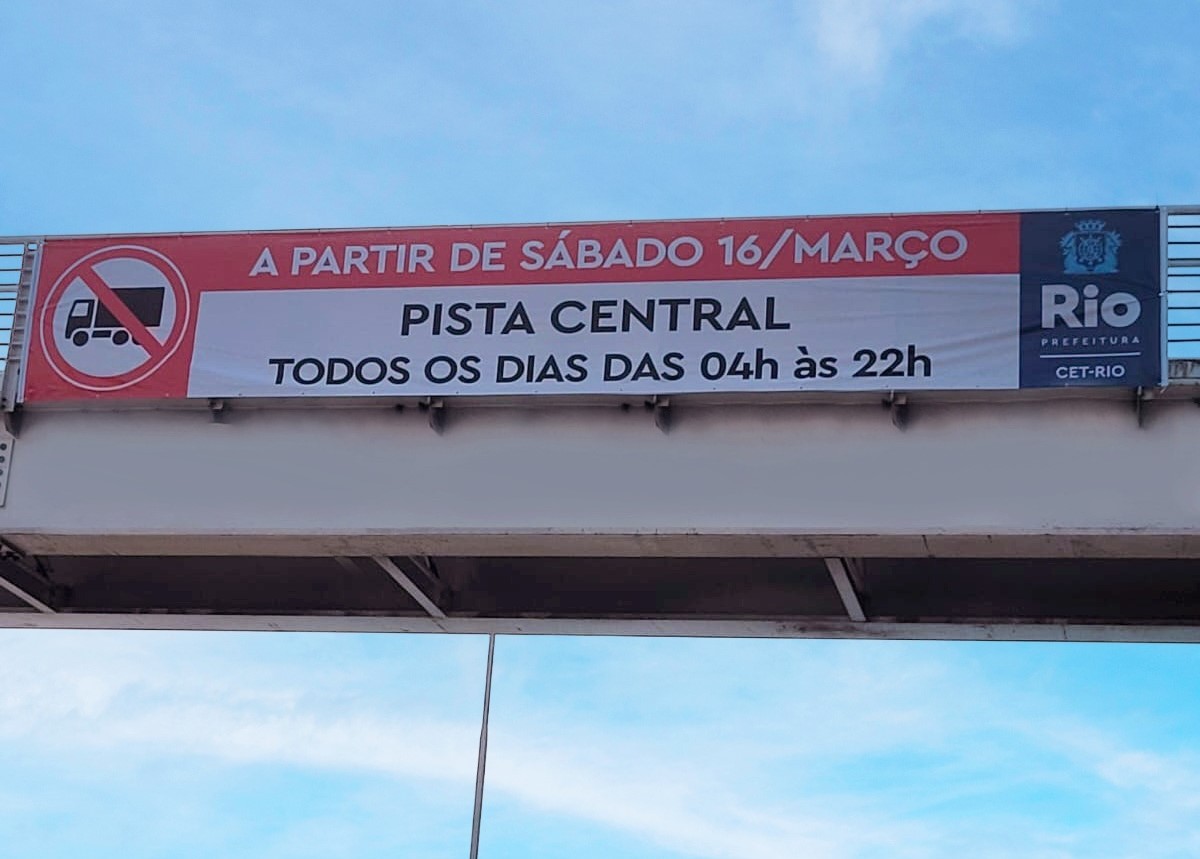 A PARTIR DE SÁBADO 16/MARÇO
PISTA CENTRAL
TODOS OS DIAS DAS 04h às 22h
Rio
PREFEITURA
CET-RIO